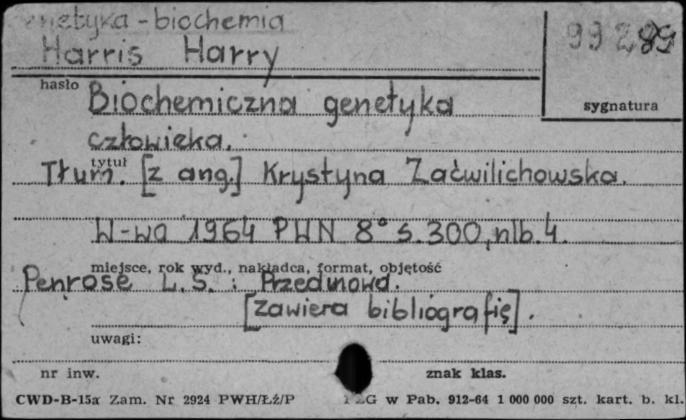 genetyka - biochemia
Harris Harry
99289
hasło
sygnatura
Biochemiczna genetyka
człowieka.
tytuł
Tłum. [z ang.] Krystyna Zaćwilichowska.
W-wa 1964 PWN 8° s. 300, nlb. 4.
miejsce, rok wyd., nakładca, format, objętość
Penrose L. S. : Przedmowa.
[zawiera bibliografię].
uwagi:
nr inw.
znak klas.
CWD-B-15a Zam. Nr 2924 PWH/ŁŹ/P
w Pab. 912-64 1 000 000 szt. kart. b. kl.